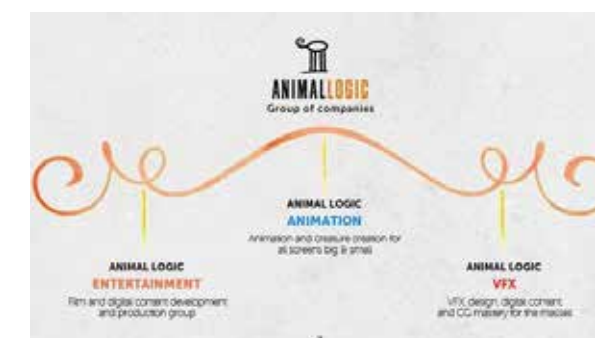 ANIMALLOGIC
Group of companies
ANIMAL LOGIC
ANIMATION
Animation and creature creation for
all screens big & small
ANIMAL LOGIC
ENTERTAINMENT
Film and digital content development
and production group
ANIMAL LOGIC
VFX
VFX, design, digital content
and CG mastery for the masses